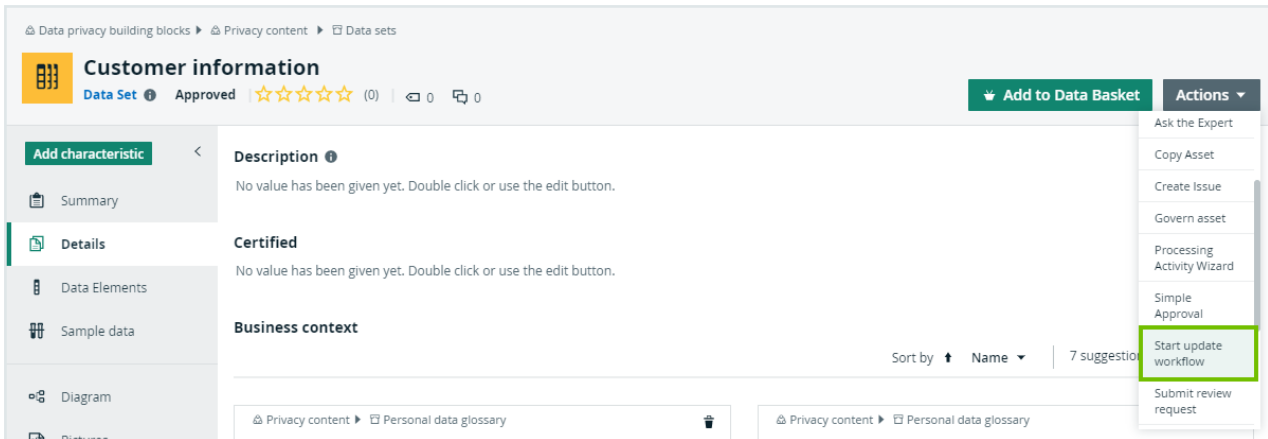 Data privacy building blocks Privacy content Data sets
Customer information
Data Set Approved (0) 0 0
Add to Data Basket
Actions
Ask the Expert
Copy Asset
Create Issue
Govern asset
Processing
Activity Wizard
Simple
Approval
Start update
workflow
Submit review
request
Add characteristic
Summary
Details
Data Elements
Sample data
Diagram
Pictures
Description
No value has been given yet. Double click or use the edit button.
Certified
No value has been given yet. Double click or use the edit button.
Business context
Sort by Name 7 suggestion
Privacy content Personal data glossary
Privacy content Personal data glossary